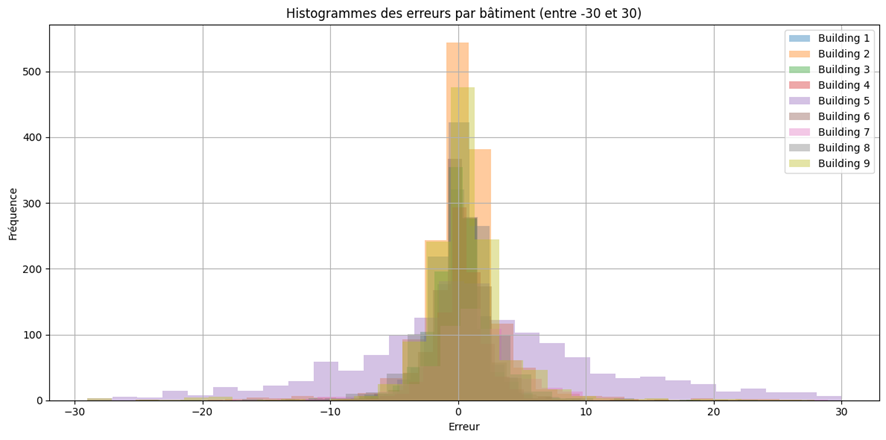 Histogrammes des erreurs par bâtiment (entre -30 et 30)
Building 1
Building 2
Building 3
Building 4
Building 5
Building 6
Building 7
Building 8
Building 9
Fréquence
500
400
300
200
100
0
−30 −20 −10 0 10 20 30
Erreur